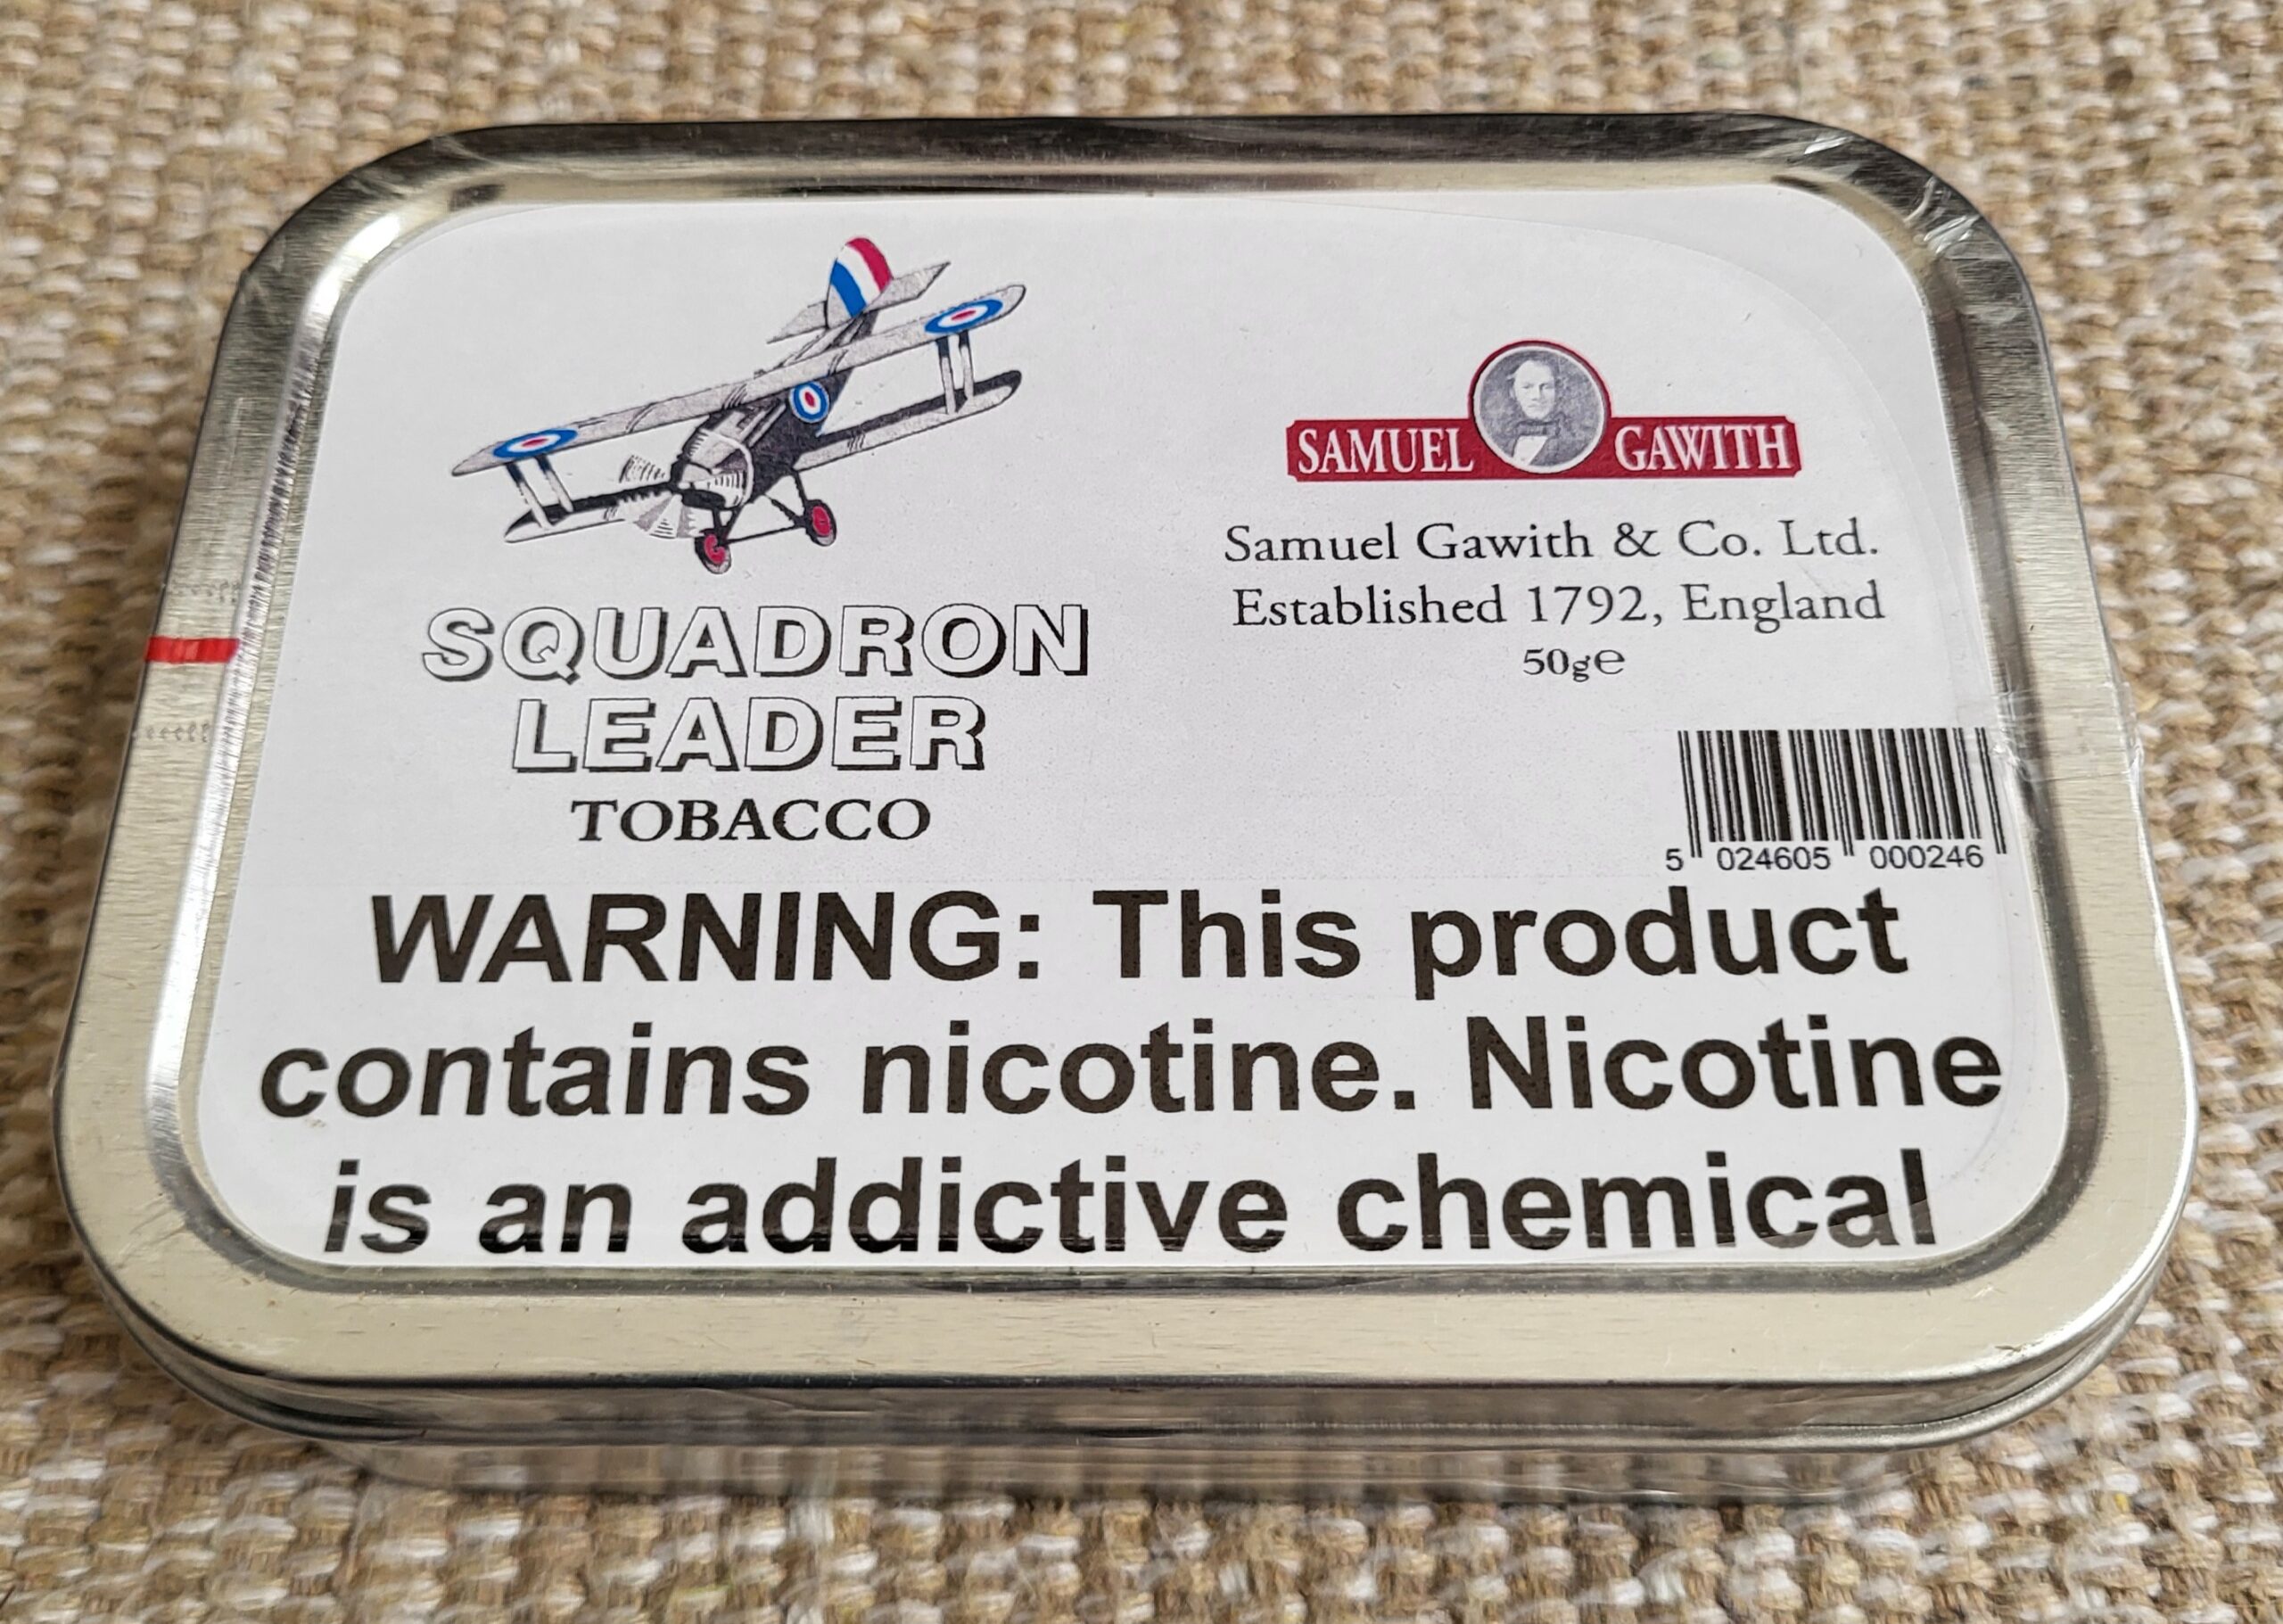 SQUADRON
LEADER
TOBACCO
SAMUEL GAWITH
Samuel Gawith & Co. Ltd.
Established 1792, England
50g℮
5 024605 000246
WARNING: This product
contains nicotine. Nicotine
is an addictive chemical